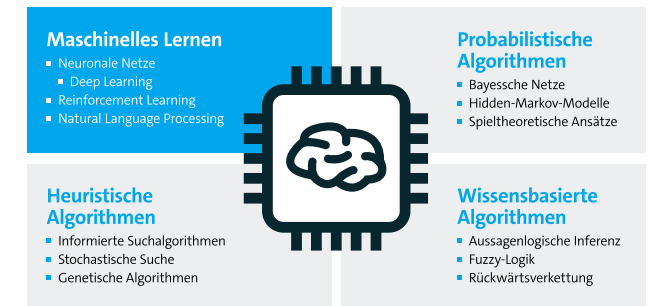 Maschinelles Lernen
Neuronale Netze
Deep Learning
Reinforcement Learning
Natural Language Processing
Probabilistische
Algorithmen
Bayessche Netze
Hidden-Markov-Modelle
Spieltheoretische Ansätze
Heuristische
Algorithmen
Informierte Suchalgorithmen
Stochastische Suche
Genetische Algorithmen
Wissensbasierte
Algorithmen
Aussagenlogische Inferenz
Fuzzy-Logik
Rückwärtsverkettung